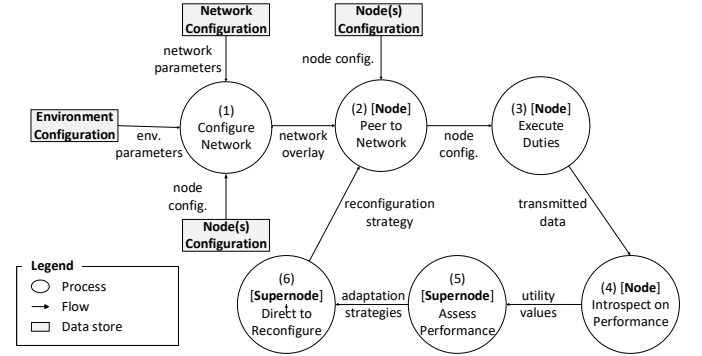 Network
Configuration
Node(s)
Configuration
network
parameters
node config.
Environment
Configuration
env.
parameters
(1)
Configure
Network
network
overlay
(2) [Node]
Peer to
Network
node
config.
(3) [Node]
Execute
Duties
node
config.
Node(s)
Configuration
reconfiguration
strategy
transmitted
data
Legend
Process
Flow
Data store
(6)
[Supernode]
Direct to
Reconfigure
adaptation
strategies
(5)
[Supernode]
Assess
Performance
utility
values
(4) [Node]
Introspect on
Performance